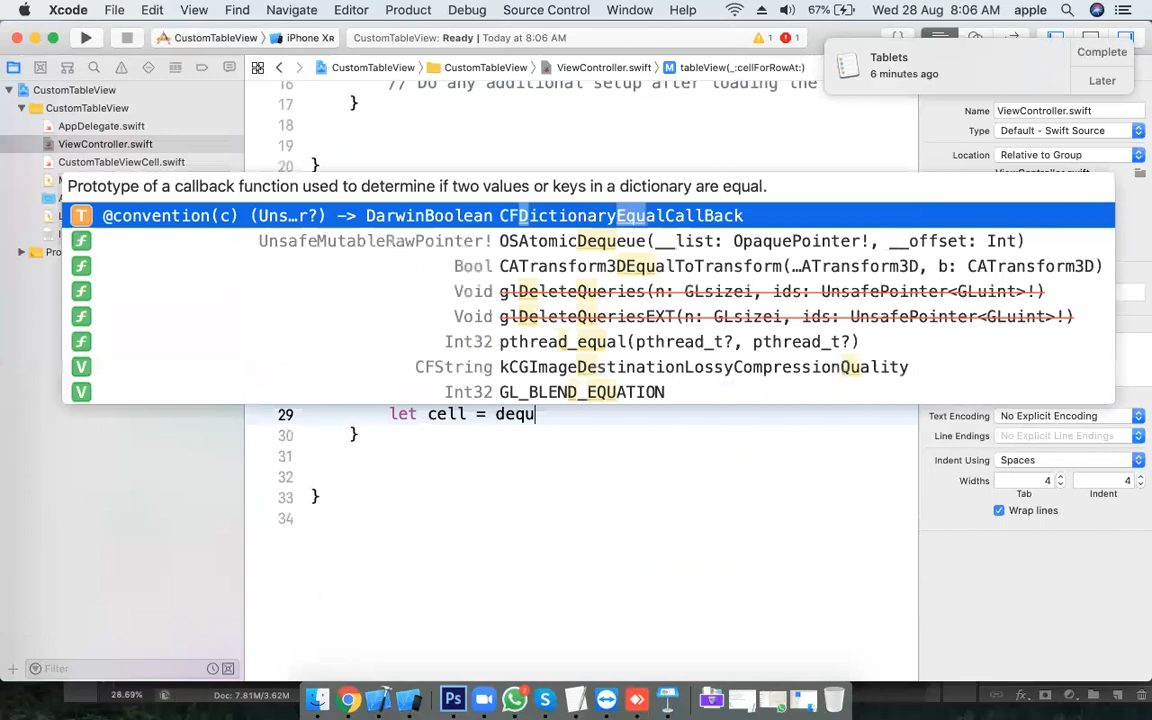 Xcode File Edit View Find Navigate Editor Product Debug Source Control Window Help 67% Wed 28 Aug 8:06 AM apple
CustomTableView iPhone XR CustomTableView: Ready | Today at 8:06 AM 1 1
Tablets
6 minutes ago
Complete
Later
CustomTableView CustomTableView ViewController.swift M tableView(_:cellForRowAt:)
CustomTableView
CustomTableView
AppDelegate.swift
ViewController.swift
CustomTableViewCell.swift
Pro
16 // Do any additional setup after loading the
17 }
18
19
20 }
Name ViewController.swift
Type Default - Swift Source
Location Relative to Group
Prototype of a callback function used to determine if two values or keys in a dictionary are equal.
T @convention(c) (Uns…r?) -> DarwinBoolean CFDictionaryEqualCallBack
f UnsafeMutableRawPointer! OSAtomicDequeue(__list: OpaquePointer!, __offset: Int)
f Bool CATransform3DEqualToTransform(…ATransform3D, b: CATransform3D)
f Void glDeleteQueries(n: GLsizei, ids: UnsafePointer<GLuint>!)
f Void glDeleteQueriesEXT(n: GLsizei, ids: UnsafePointer<GLuint>!)
f Int32 pthread_equal(pthread_t?, pthread_t?)
V CFString kCGImageDestinationLossyCompressionQuality
V Int32 GL_BLEND_EQUATION
29 let cell = dequ
30 }
31
32
33 }
34
Text Encoding No Explicit Encoding
Line Endings No Explicit Line Endings
Indent Using Spaces
Widths 4 4
Tab Indent
Wrap lines
Filter
28.69% Doc: 7.81M/3.62M
Ps
fx